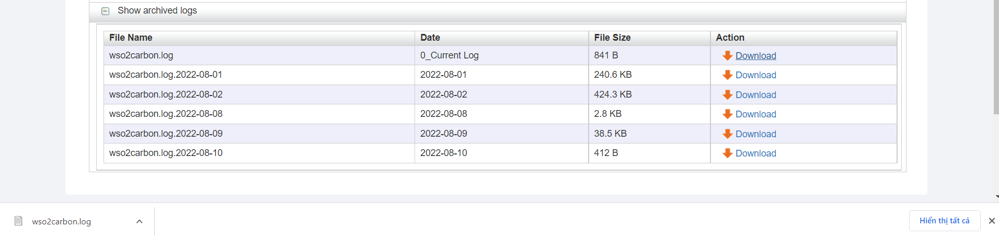 Show archived logs
File Name Date File Size Action
wso2carbon.log 0_Current Log 841 B Download
wso2carbon.log.2022-08-01 2022-08-01 240.6 KB Download
wso2carbon.log.2022-08-02 2022-08-02 424.3 KB Download
wso2carbon.log.2022-08-08 2022-08-08 2.8 KB Download
wso2carbon.log.2022-08-09 2022-08-09 38.5 KB Download
wso2carbon.log.2022-08-10 2022-08-10 412 B Download
wso2carbon.log Hiển thị tất cả